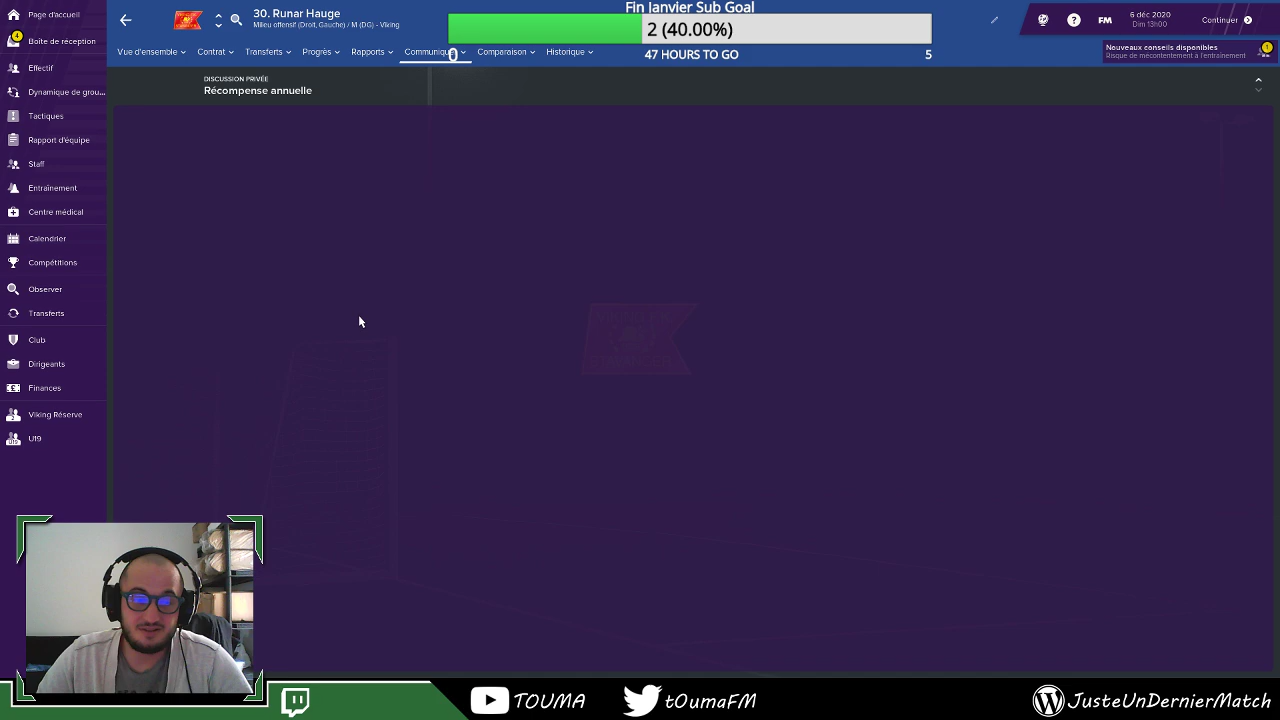 30. Runar Hauge
Milieu offensif (Droit, Gauche) / M (DG) - Viking
Fin Janvier Sub Goal
2 (40.00%)
0
47 HOURS TO GO
5
FM
6 déc 2020
Dim 13h00
Continuer
Vue d'ensemble
Contrat
Transferts
Progrès
Rapports
Communiqu
Comparaison
Historique
Nouveaux conseils disponibles
Risque de mécontentement à l'entraînement
1
DISCUSSION PRIVÉE
Récompense annuelle
Page d'accueil
4
Boîte de réception
Effectif
Dynamique de grou...
Tactiques
Rapport d'équipe
Staff
Entraînement
Centre médical
Calendrier
Compétitions
Observer
Transferts
Club
Dirigeants
Finances
Viking Réserve
U19
TOUMA
tOumaFM
JusteUnDernierMatch